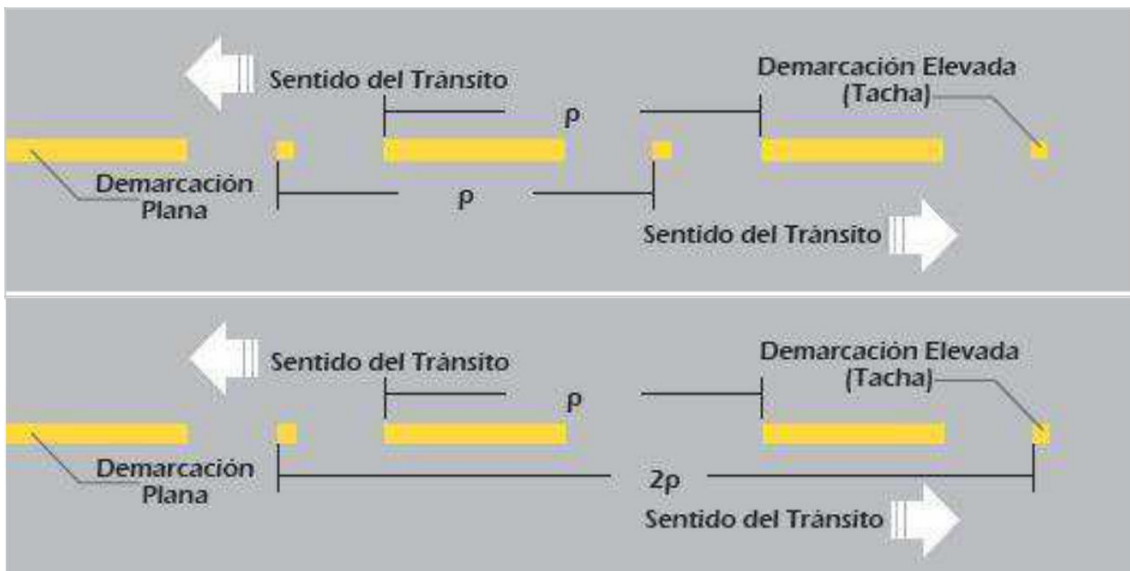 Sentido del Tránsito
Demarcación Elevada
(Tacha)
ρ
Demarcación
Plana
ρ
Sentido del Tránsito
Sentido del Tránsito
Demarcación Elevada
(Tacha)
ρ
Demarcación
Plana
2ρ
Sentido del Tránsito